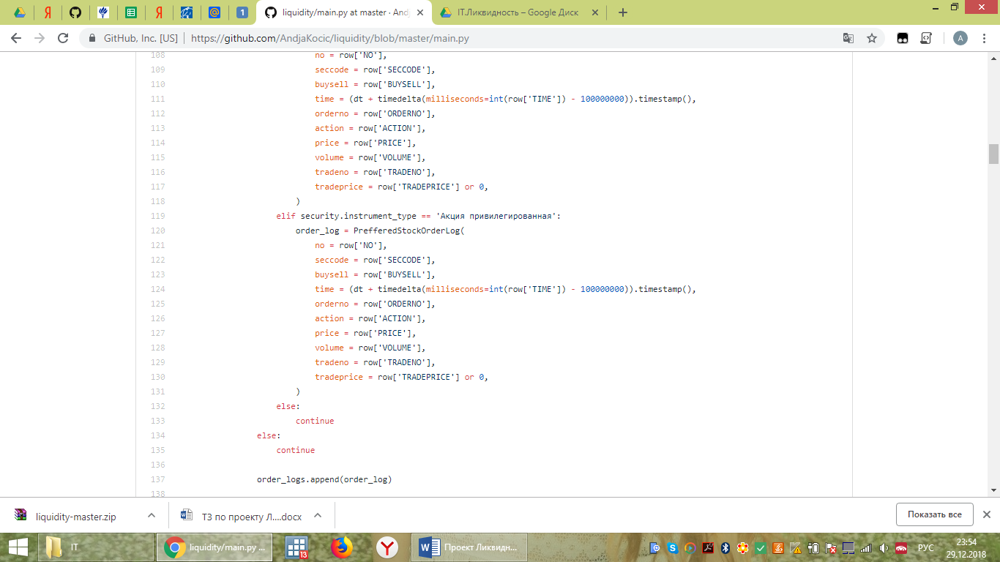 1
liquidity/main.py at master · And
IT.Ликвидность – Google Диск
GitHub, Inc. [US]
https://github.com/AndjaKocic/liquidity/blob/master/main.py
A
108 no = row['NO'],
109 seccode = row['SECCODE'],
110 buysell = row['BUYSELL'],
111 time = (dt + timedelta(milliseconds=int(row['TIME']) - 100000000)).timestamp(),
112 orderno = row['ORDERNO'],
113 action = row['ACTION'],
114 price = row['PRICE'],
115 volume = row['VOLUME'],
116 tradeno = row['TRADENO'],
117 tradeprice = row['TRADEPRICE'] or 0,
118 )
119 elif security.instrument_type == 'Акция привилегированная':
120 order_log = PrefferedStockOrderLog(
121 no = row['NO'],
122 seccode = row['SECCODE'],
123 buysell = row['BUYSELL'],
124 time = (dt + timedelta(milliseconds=int(row['TIME']) - 100000000)).timestamp(),
125 orderno = row['ORDERNO'],
126 action = row['ACTION'],
127 price = row['PRICE'],
128 volume = row['VOLUME'],
129 tradeno = row['TRADENO'],
130 tradeprice = row['TRADEPRICE'] or 0,
131 )
132 else:
133 continue
134 else:
135 continue
136
137 order_logs.append(order_log)
138
liquidity-master.zip
ТЗ по проекту Л....docx
Показать все
IT
liquidity/main.py ...
13
Проект Ликвидн...
РУС
23:54
29.12.2018